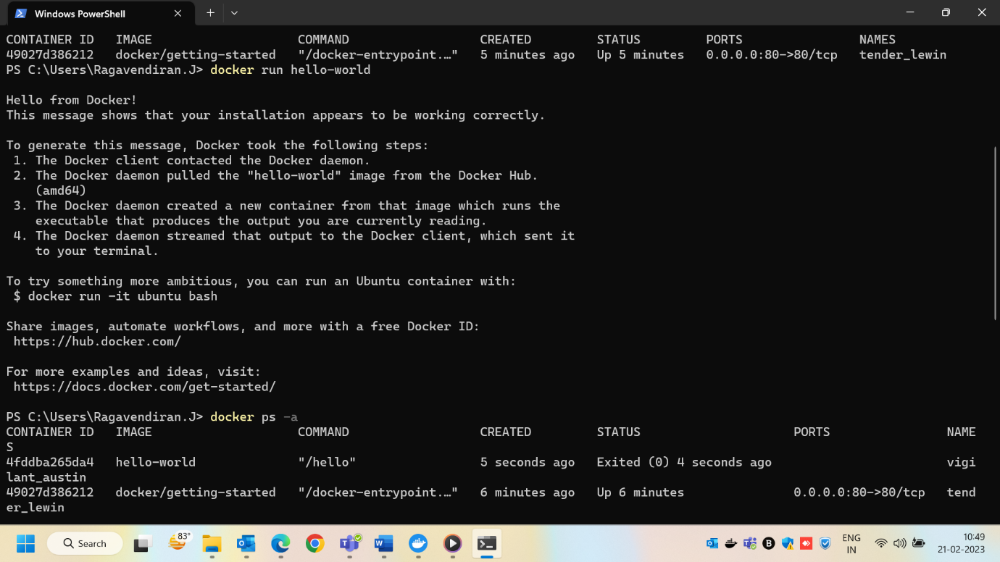 Windows PowerShell
CONTAINER ID   IMAGE                    COMMAND                  CREATED         STATUS         PORTS                NAMES
49027d386212   docker/getting-started   "/docker-entrypoint.…"   5 minutes ago   Up 5 minutes   0.0.0.0:80->80/tcp   tender_lewin
PS C:\Users\Ragavendiran.J> docker run hello-world
Hello from Docker!
This message shows that your installation appears to be working correctly.
To generate this message, Docker took the following steps:
 1. The Docker client contacted the Docker daemon.
 2. The Docker daemon pulled the "hello-world" image from the Docker Hub.
    (amd64)
 3. The Docker daemon created a new container from that image which runs the
    executable that produces the output you are currently reading.
 4. The Docker daemon streamed that output to the Docker client, which sent it
    to your terminal.
To try something more ambitious, you can run an Ubuntu container with:
 $ docker run -it ubuntu bash
Share images, automate workflows, and more with a free Docker ID:
 https://hub.docker.com/
For more examples and ideas, visit:
 https://docs.docker.com/get-started/
PS C:\Users\Ragavendiran.J> docker ps -a
CONTAINER ID   IMAGE                    COMMAND                  CREATED         STATUS                     PORTS                NAME
S
4fddba265da4   hello-world              "/hello"                 5 seconds ago   Exited (0) 4 seconds ago                        vigi
lant_austin
49027d386212   docker/getting-started   "/docker-entrypoint.…"   6 minutes ago   Up 6 minutes               0.0.0.0:80->80/tcp   tend
er_lewin
Search
83°
ENG
IN
10:49
21-02-2023